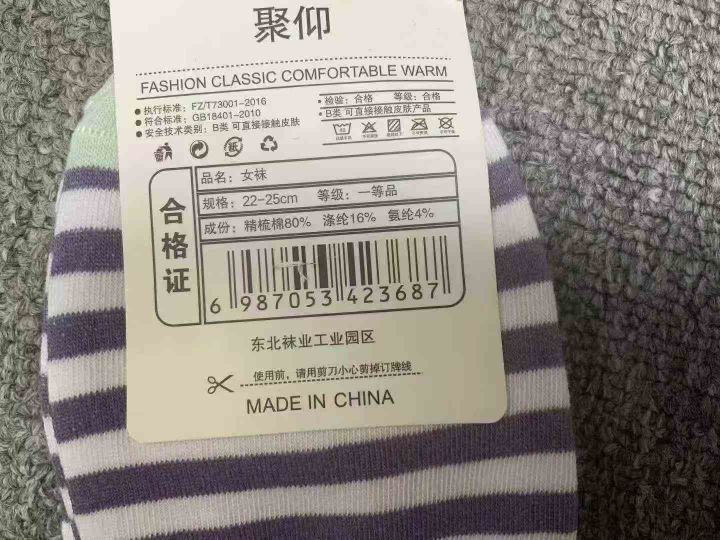 聚仰
FASHION CLASSIC COMFORTABLE WARM
●执行标准：FZ/T73001-2016
●符合标准：GB18401-2010
●安全技术类别：B类 可直接接触皮肤
•检验：合格 等级：合格
•B类可直接接触皮肤产品
合格证
品名：女袜
规格：22-25cm 等级：一等品
成份：精梳棉80% 涤纶16% 氨纶4%
6 987053 423687
东北袜业工业园区
使用前，请用剪刀小心剪掉订牌线
MADE IN CHINA